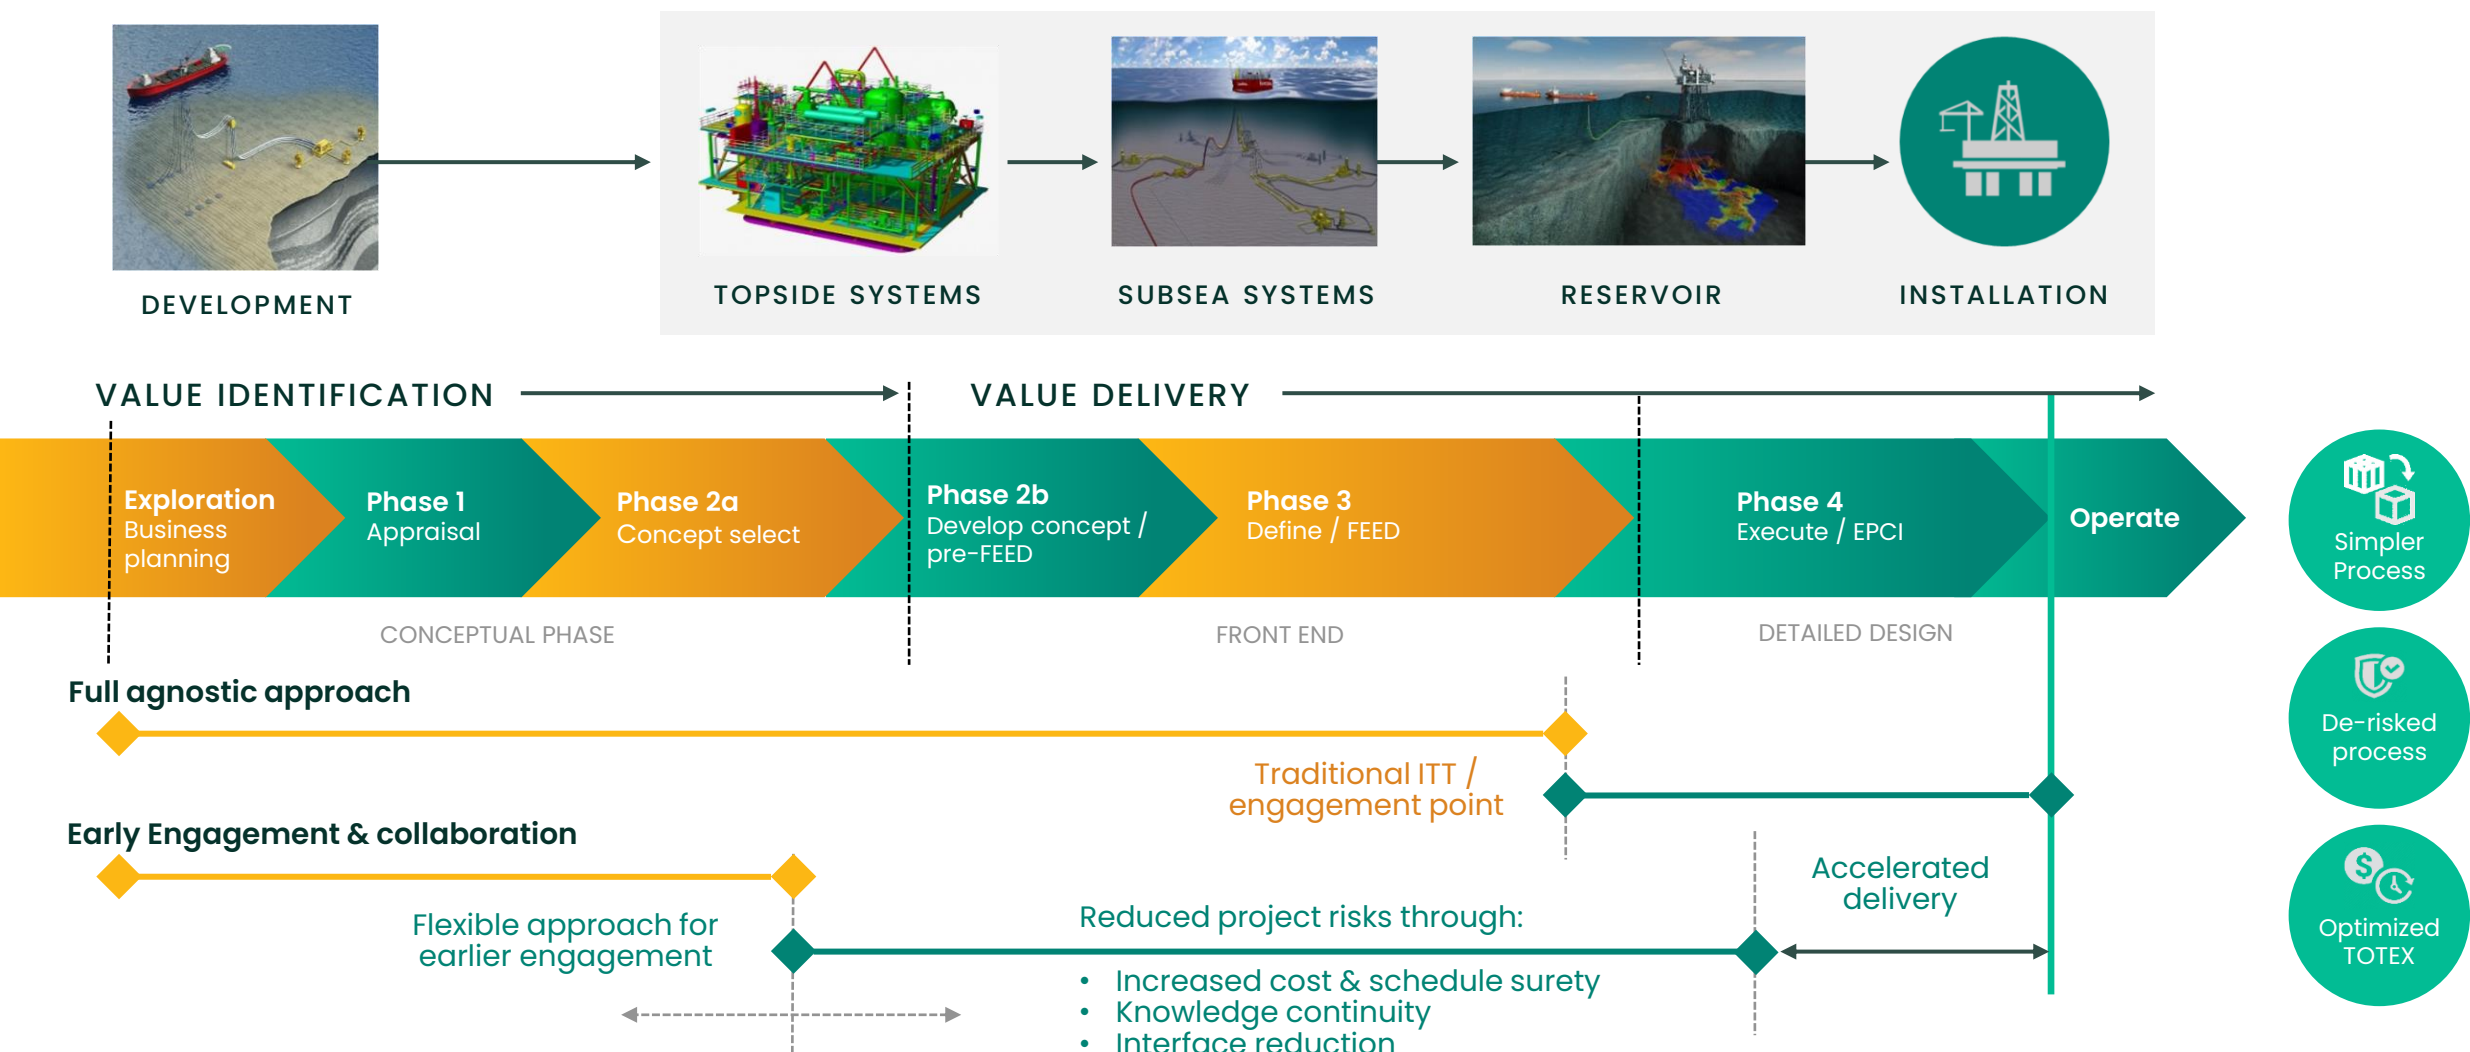 DEVELOPMENT
TOPSIDE SYSTEMS
SUBSEA SYSTEMS
RESERVOIR
INSTALLATION
VALUE IDENTIFICATION
VALUE DELIVERY
Exploration
Business
planning
Phase 1
Appraisal
Phase 2a
Concept select
Phase 2b
Develop concept /
pre-FEED
Phase 3
Define / FEED
Phase 4
Execute / EPCI
Operate
CONCEPTUAL PHASE
FRONT END
DETAILED DESIGN
Simpler
Process
De-risked
process
Optimized
TOTEX
Full agnostic approach
Traditional ITT /
engagement point
Early Engagement & collaboration
Flexible approach for
earlier engagement
Reduced project risks through:
• Increased cost & schedule surety
• Knowledge continuity
• Interface reduction
Accelerated
delivery